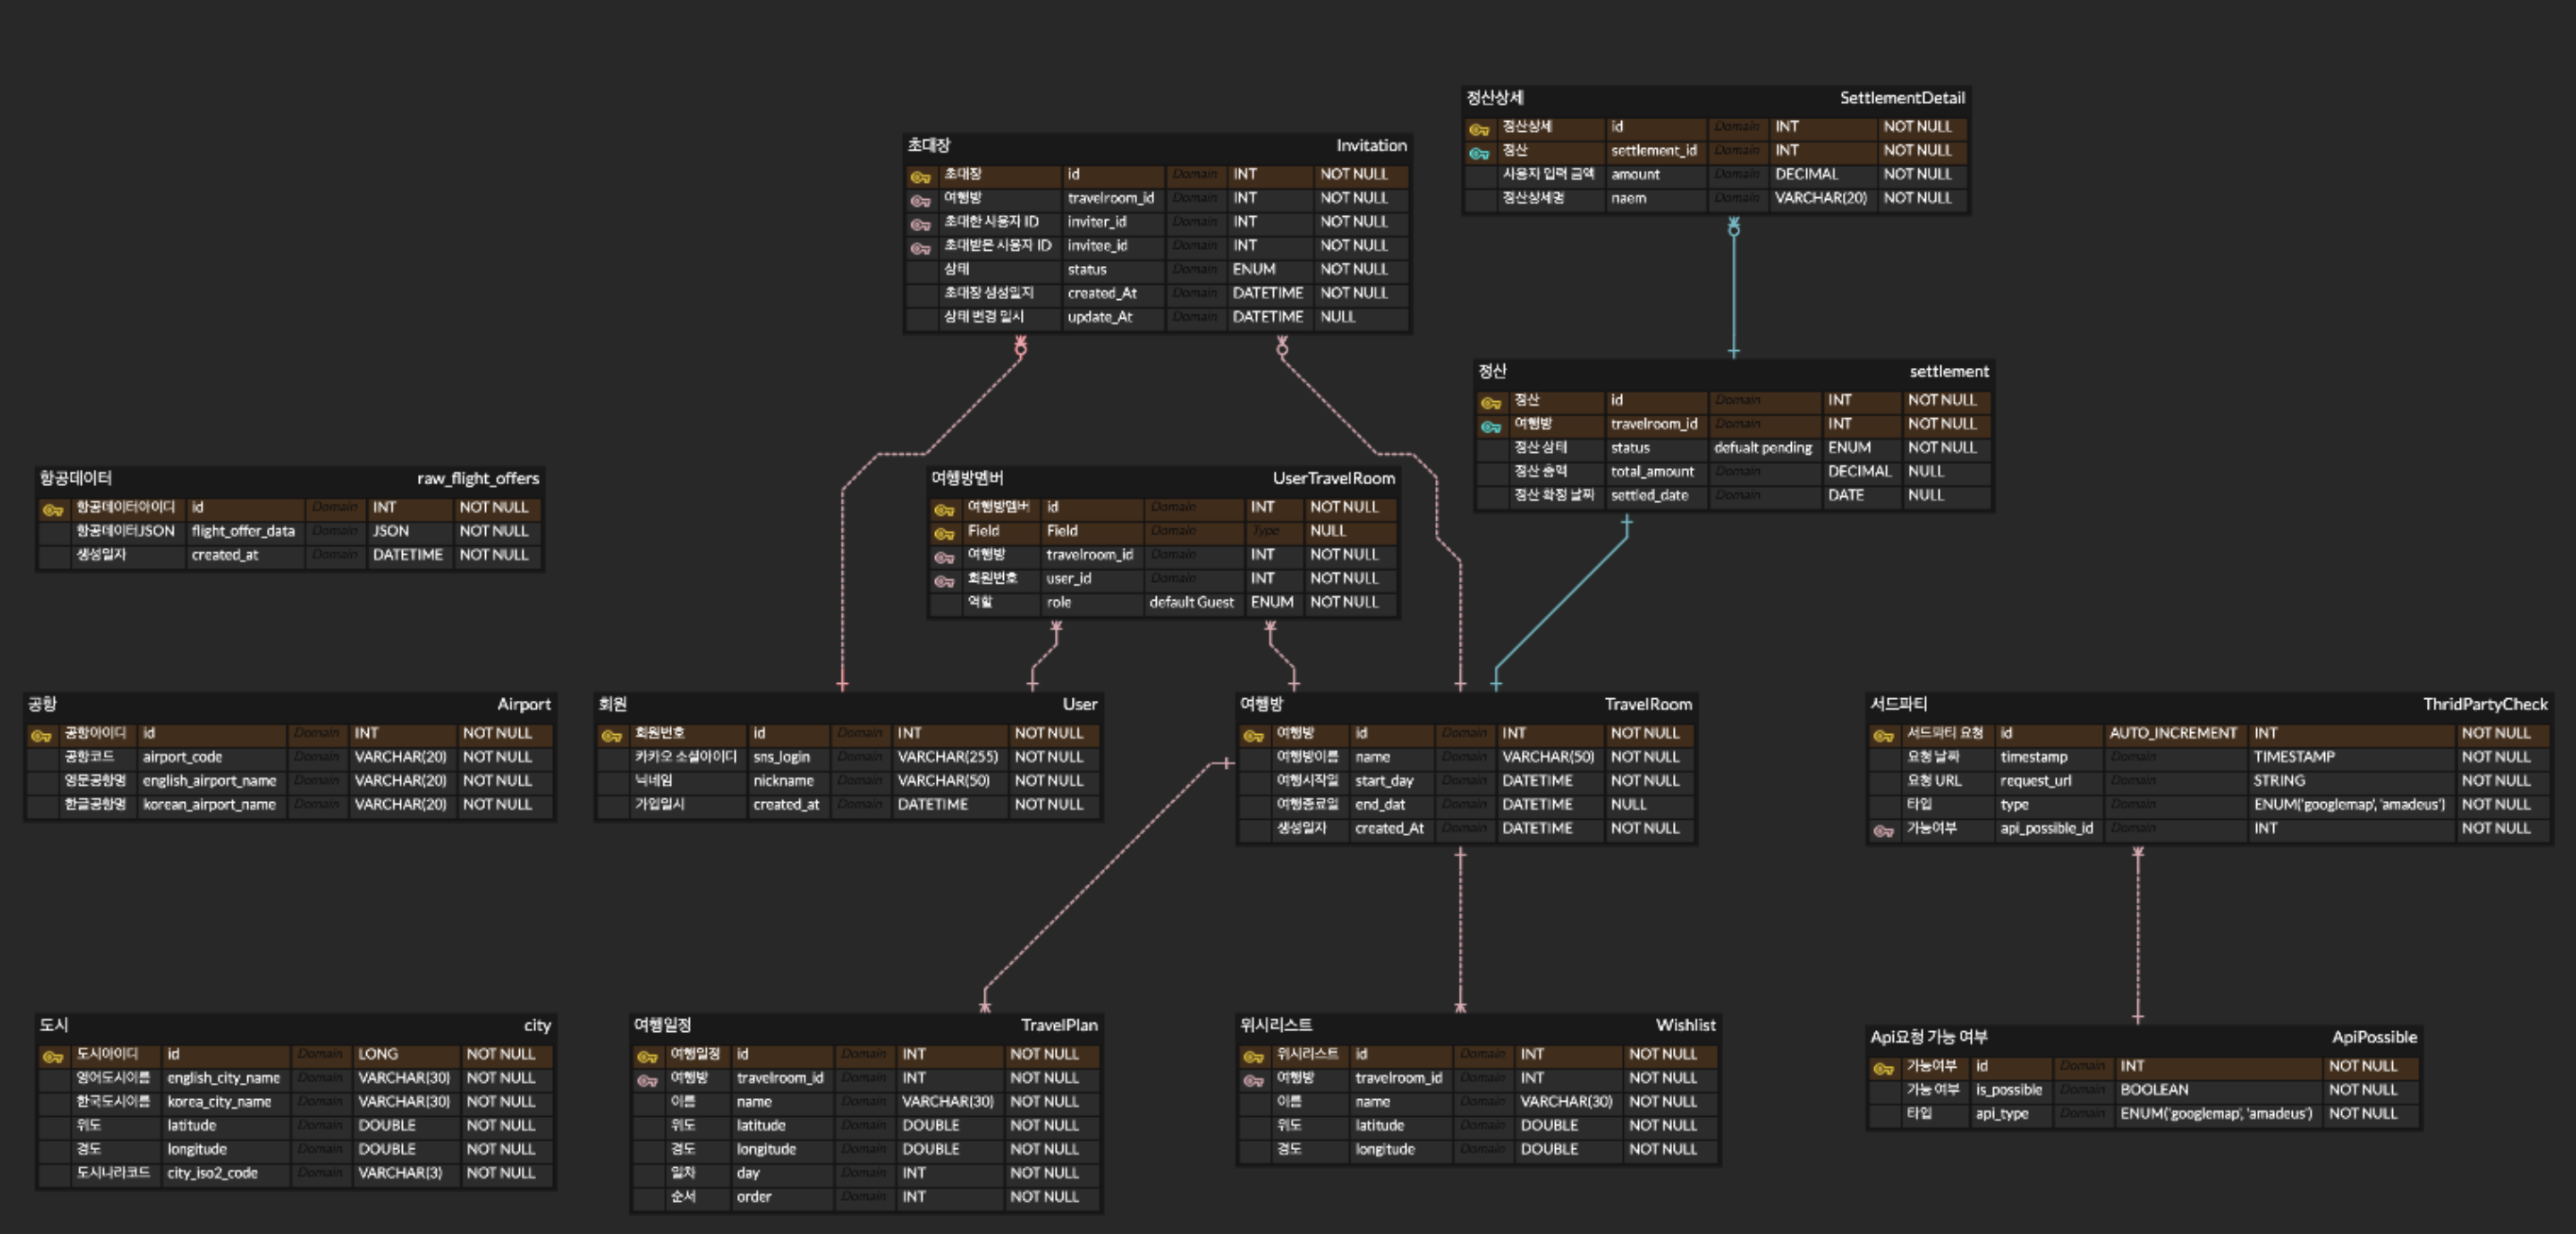 정산상세 SettlementDetail
정산상세 id Domain INT NOT NULL
정산 settlement_id Domain INT NOT NULL
사용자 입력 금액 amount Domain DECIMAL NOT NULL
정산상세명 naem Domain VARCHAR(20) NOT NULL
초대장 Invitation
초대장 id Domain INT NOT NULL
여행방 travelroom_id Domain INT NOT NULL
초대한 사용자 ID inviter_id Domain INT NOT NULL
초대받은 사용자 ID invitee_id Domain INT NOT NULL
상태 status Domain ENUM NOT NULL
초대장 생성일지 created_At Domain DATETIME NOT NULL
상태 변경 일시 update_At Domain DATETIME NULL
정산 settlement
정산 id Domain INT NOT NULL
여행방 travelroom_id Domain INT NOT NULL
정산 상태 status defualt pending ENUM NOT NULL
정산 총액 total_amount Domain DECIMAL NULL
정산 확정 날짜 settled_date Domain DATE NULL
항공데이터 raw_flight_offers
항공데이터아이디 id Domain INT NOT NULL
항공데이터JSON flight_offer_data Domain JSON NOT NULL
생성일자 created_at Domain DATETIME NOT NULL
여행방멤버 UserTravelRoom
여행방멤버 id Domain INT NOT NULL
Field Field Domain Type NULL
여행방 travelroom_id Domain INT NOT NULL
회원번호 user_id Domain INT NOT NULL
역할 role default Guest ENUM NOT NULL
공항 Airport
공항아이디 id Domain INT NOT NULL
공항코드 airport_code Domain VARCHAR(20) NOT NULL
영문공항명 english_airport_name Domain VARCHAR(20) NOT NULL
한글공항명 korean_airport_name Domain VARCHAR(20) NOT NULL
회원 User
회원번호 id Domain INT NOT NULL
카카오 소셜아이디 sns_login Domain VARCHAR(255) NOT NULL
닉네임 nickname Domain VARCHAR(50) NOT NULL
가입일시 created_at Domain DATETIME NOT NULL
여행방 TravelRoom
여행방 id Domain INT NOT NULL
여행방이름 name Domain VARCHAR(50) NOT NULL
여행시작일 start_day Domain DATETIME NOT NULL
여행종료일 end_dat Domain DATETIME NULL
생성일자 created_At Domain DATETIME NOT NULL
서드파티 ThridPartyCheck
서드파티 요청 id AUTO_INCREMENT INT NOT NULL
요청 날짜 timestamp Domain TIMESTAMP NOT NULL
요청 URL request_url Domain STRING NOT NULL
타입 type Domain ENUM('googlemap', 'amadeus') NOT NULL
가능여부 api_possible_id Domain INT NOT NULL
도시 city
도시아이디 id Domain LONG NOT NULL
영어도시이름 english_city_name Domain VARCHAR(30) NOT NULL
한국도시이름 korea_city_name Domain VARCHAR(30) NOT NULL
위도 latitude Domain DOUBLE NOT NULL
경도 longitude Domain DOUBLE NOT NULL
도시나라코드 city_iso2_code Domain VARCHAR(3) NOT NULL
여행일정 TravelPlan
여행일정 id Domain INT NOT NULL
여행방 travelroom_id Domain INT NOT NULL
이름 name Domain VARCHAR(30) NOT NULL
위도 latitude Domain DOUBLE NOT NULL
경도 longitude Domain DOUBLE NOT NULL
일차 day Domain INT NOT NULL
순서 order Domain INT NOT NULL
위시리스트 Wishlist
위시리스트 id Domain INT NOT NULL
여행방 travelroom_id Domain INT NOT NULL
이름 name Domain VARCHAR(30) NOT NULL
위도 latitude Domain DOUBLE NOT NULL
경도 longitude Domain DOUBLE NOT NULL
Api요청 가능 여부 ApiPossible
가능여부 id Domain INT NOT NULL
가능 여부 is_possible Domain BOOLEAN NOT NULL
타입 api_type Domain ENUM('googlemap', 'amadeus') NOT NULL